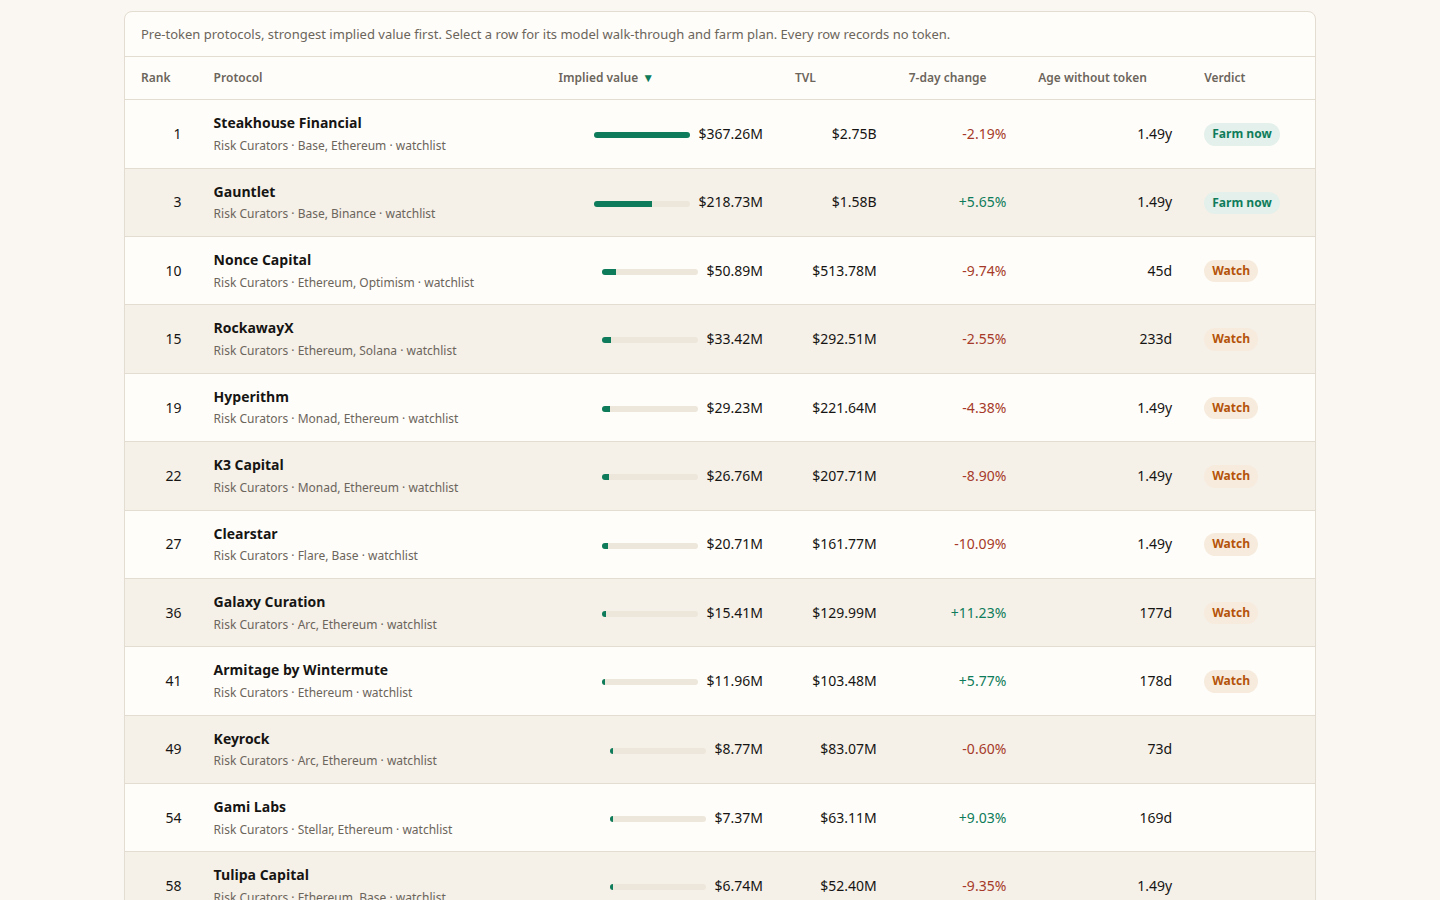 Pre-token protocols, strongest implied value first. Select a row for its model walk-through and farm plan. Every row records no token.
Rank Protocol Implied value ▼ TVL 7-day change Age without token Verdict
Steakhouse Financial
1 $367.26M $2.75B -2.19% 1.49y Farm now
Risk Curators · Base, Ethereum · watchlist
Gauntlet
3 $218.73M $1.58B +5.65% 1.49y Farm now
Risk Curators · Base, Binance · watchlist
Nonce Capital
10 $50.89M $513.78M -9.74% 45d Watch
Risk Curators · Ethereum, Optimism · watchlist
RockawayX
15 $33.42M $292.51M -2.55% 233d Watch
Risk Curators · Ethereum, Solana · watchlist
Hyperithm
19 $29.23M $221.64M -4.38% 1.49y Watch
Risk Curators · Monad, Ethereum · watchlist
K3 Capital
22 $26.76M $207.71M -8.90% 1.49y Watch
Risk Curators · Monad, Ethereum · watchlist
Clearstar
27 $20.71M $161.77M -10.09% 1.49y Watch
Risk Curators · Flare, Base · watchlist
Galaxy Curation
36 $15.41M $129.99M +11.23% 177d Watch
Risk Curators · Arc, Ethereum · watchlist
Armitage by Wintermute
41 $11.96M $103.48M +5.77% 178d Watch
Risk Curators · Ethereum · watchlist
Keyrock
49 $8.77M $83.07M -0.60% 73d
Risk Curators · Arc, Ethereum · watchlist
Gami Labs
54 $7.37M $63.11M +9.03% 169d
Risk Curators · Stellar, Ethereum · watchlist
Tulipa Capital
58 $6.74M $52.40M -9.35% 1.49y
Risk Curators · Ethereum, Base · watchlist